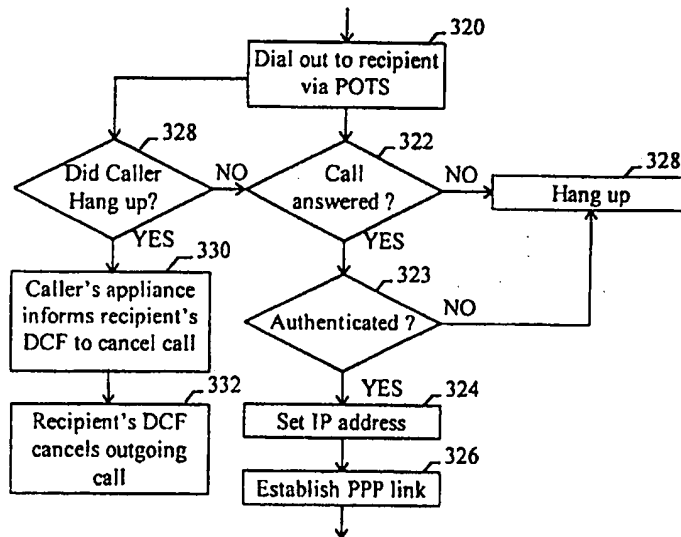 320
Dial out to recipient
via POTS
328
Did Caller
Hang up?
NO
322
Call
answered ?
NO
328
Hang up
YES
YES
330
Caller's appliance
informs recipient's
DCF to cancel call
323
Authenticated ?
NO
332
Recipient's DCF
cancels outgoing
call
YES
324
Set IP address
326
Establish PPP link